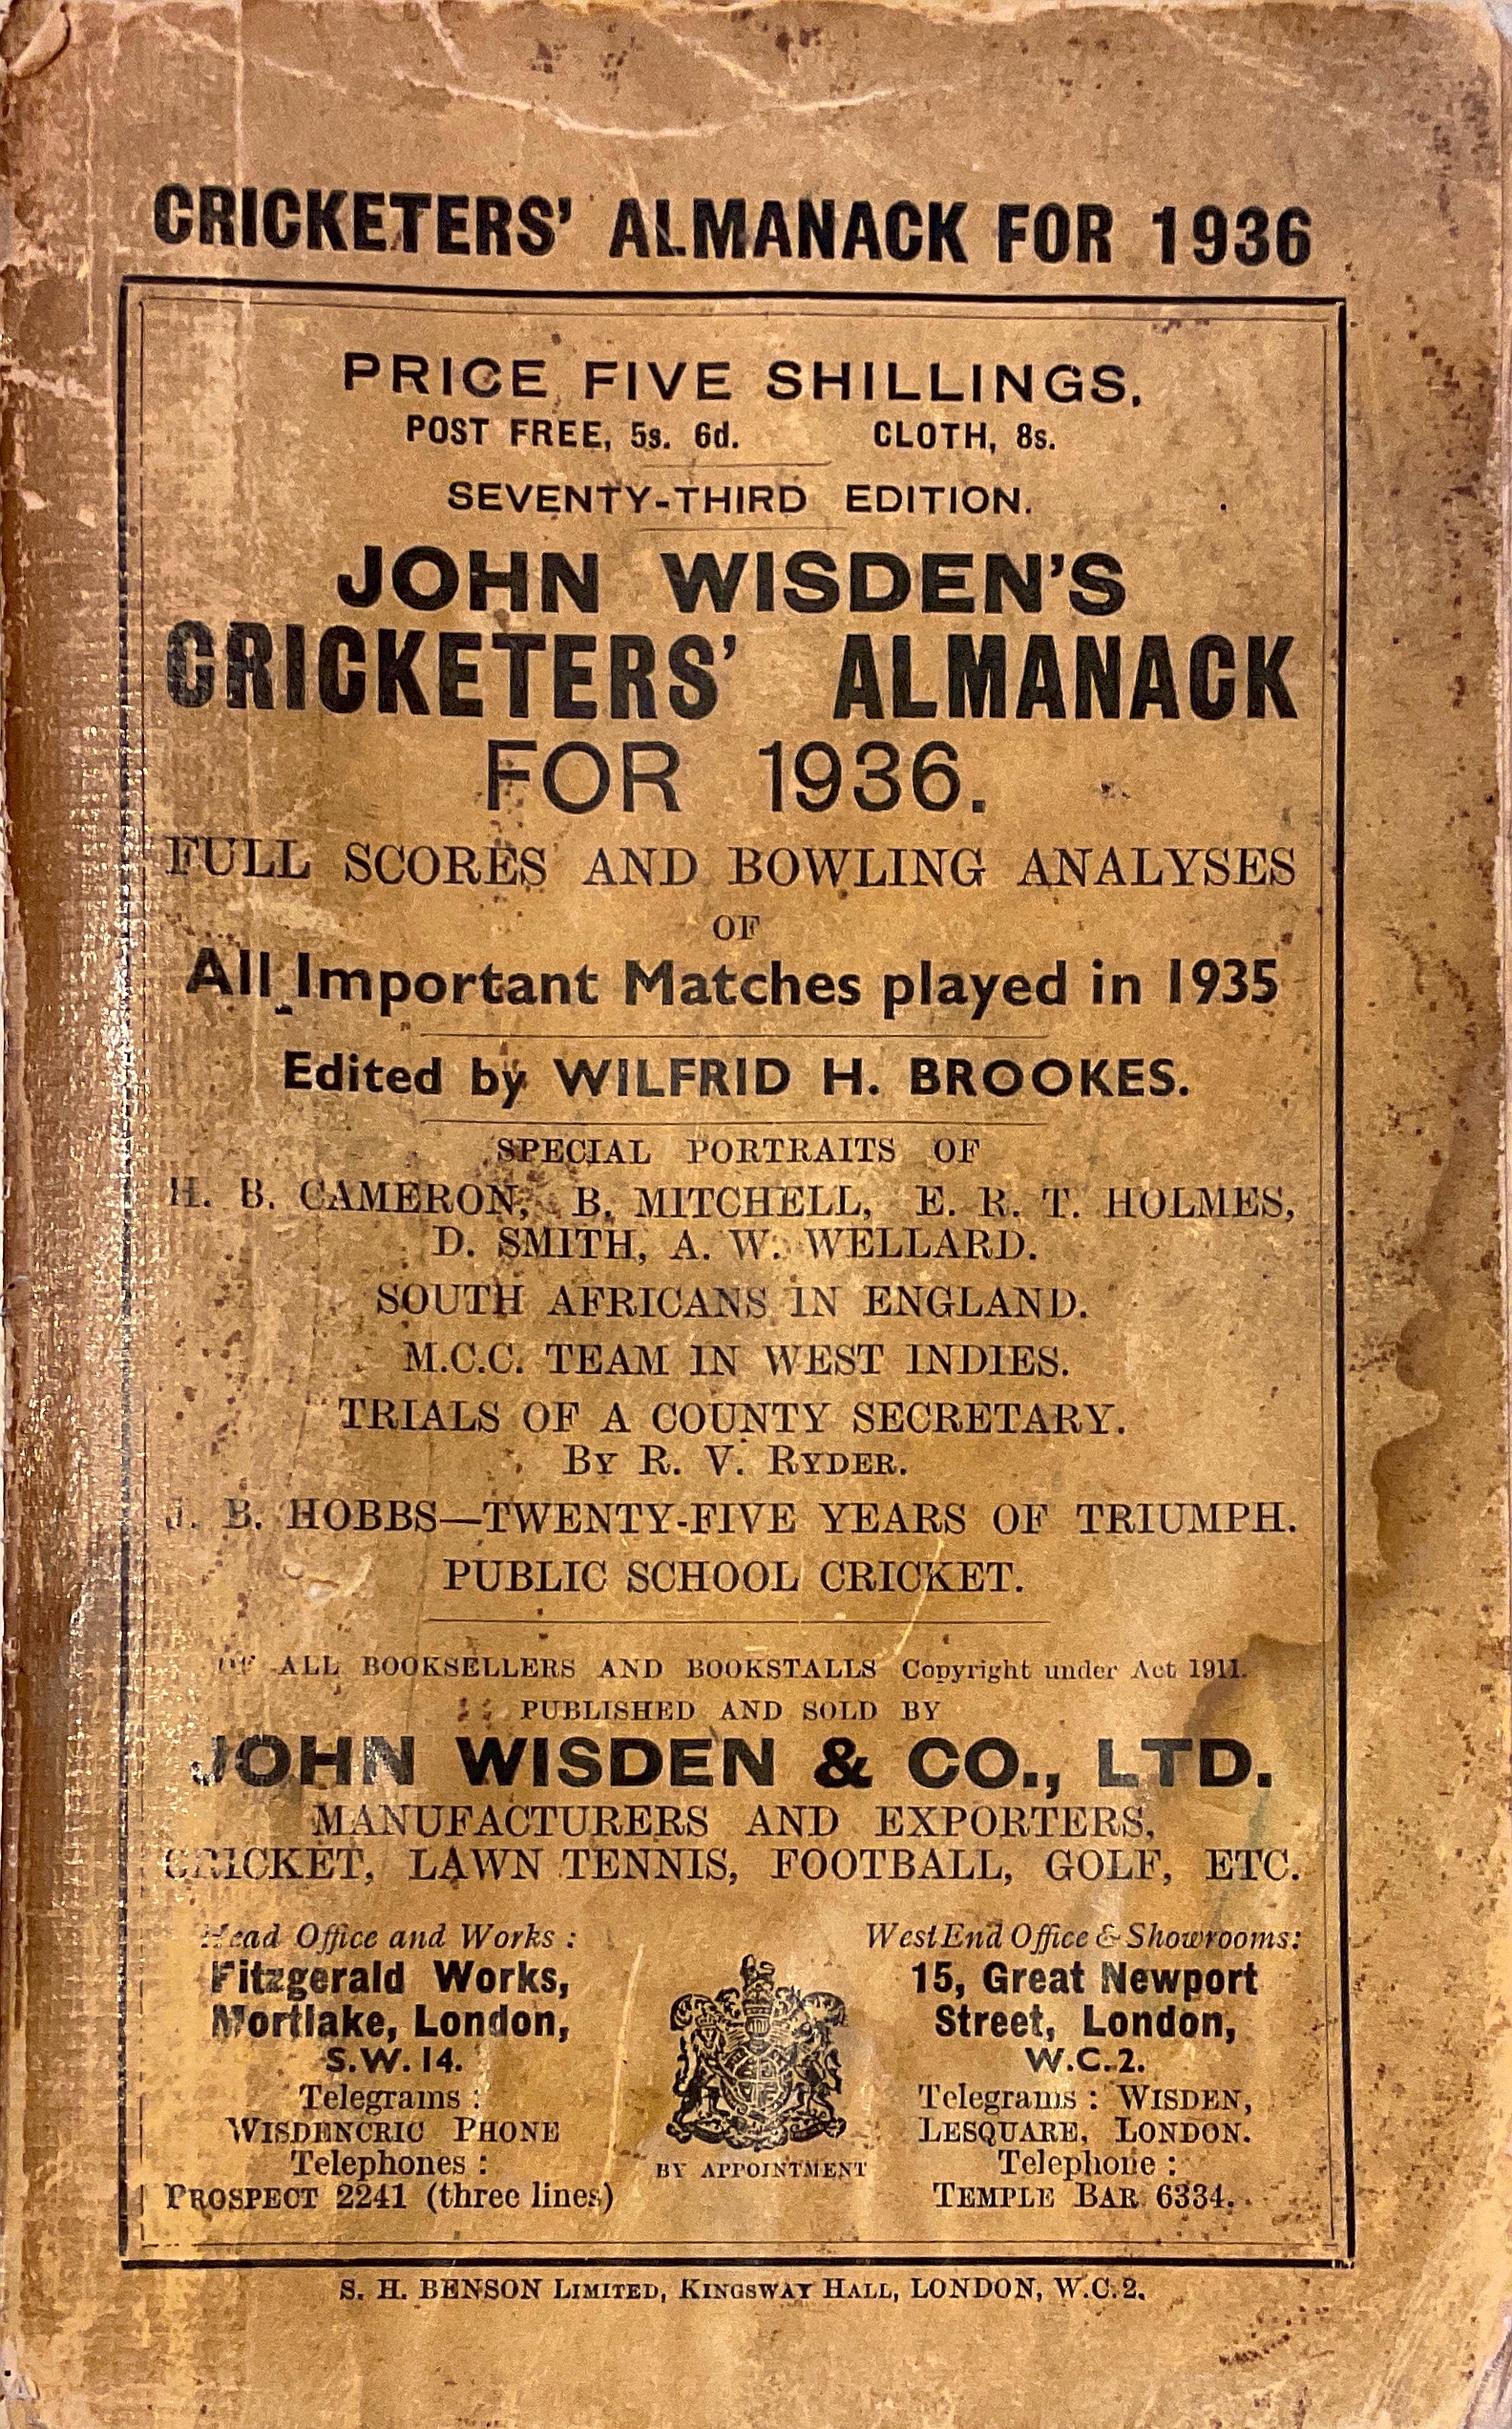 CRICKETERS' ALMANACK FOR 1936
PRICE FIVE SHILLINGS.
POST FREE, 5s. 6d. CLOTH, 8s.
SEVENTY-THIRD EDITION.
JOHN WISDEN'S
CRICKETERS' ALMANACK
FOR 1936.
FULL SCORES AND BOWLING ANALYSES
OF
All Important Matches played in 1935
Edited by WILFRID H. BROOKES.
SPECIAL PORTRAITS OF
H. B. CAMERON, B. MITCHELL, E. R. T. HOLMES,
D. SMITH, A. W. WELLARD.
SOUTH AFRICANS IN ENGLAND.
M.C.C. TEAM IN WEST INDIES.
TRIALS OF A COUNTY SECRETARY.
BY R. V. RYDER.
J. B. HOBBS—TWENTY-FIVE YEARS OF TRIUMPH.
PUBLIC SCHOOL CRICKET.
OF ALL BOOKSELLERS AND BOOKSTALLS Copyright under Act 1911.
PUBLISHED AND SOLD BY
JOHN WISDEN & CO., LTD.
MANUFACTURERS AND EXPORTERS,
CRICKET, LAWN TENNIS, FOOTBALL, GOLF, ETC.
Head Office and Works :
Fitzgerald Works,
Mortlake, London,
S.W. 14.
Telegrams :
WISDENCRIC PHONE
Telephones :
PROSPECT 2241 (three lines)
BY APPOINTMENT
West End Office & Showrooms:
15, Great Newport
Street, London,
W.C.2.
Telegrams : WISDEN,
LESQUARE, LONDON.
Telephone :
TEMPLE BAR 6334.
S. H. BENSON LIMITED, KINGSWAY HALL, LONDON, W.C.2.